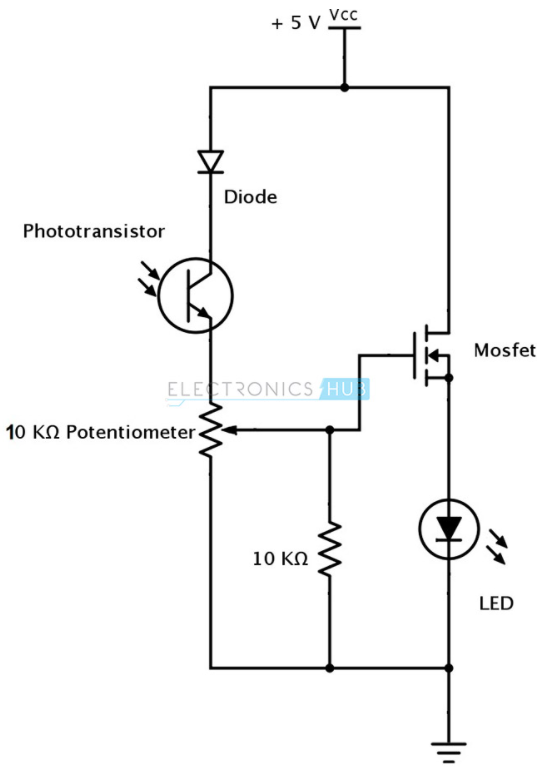 + 5 V Vcc
Diode
Phototransistor
Mosfet
ELECTRONICS HUB
10 KΩ Potentiometer
10 KΩ
LED